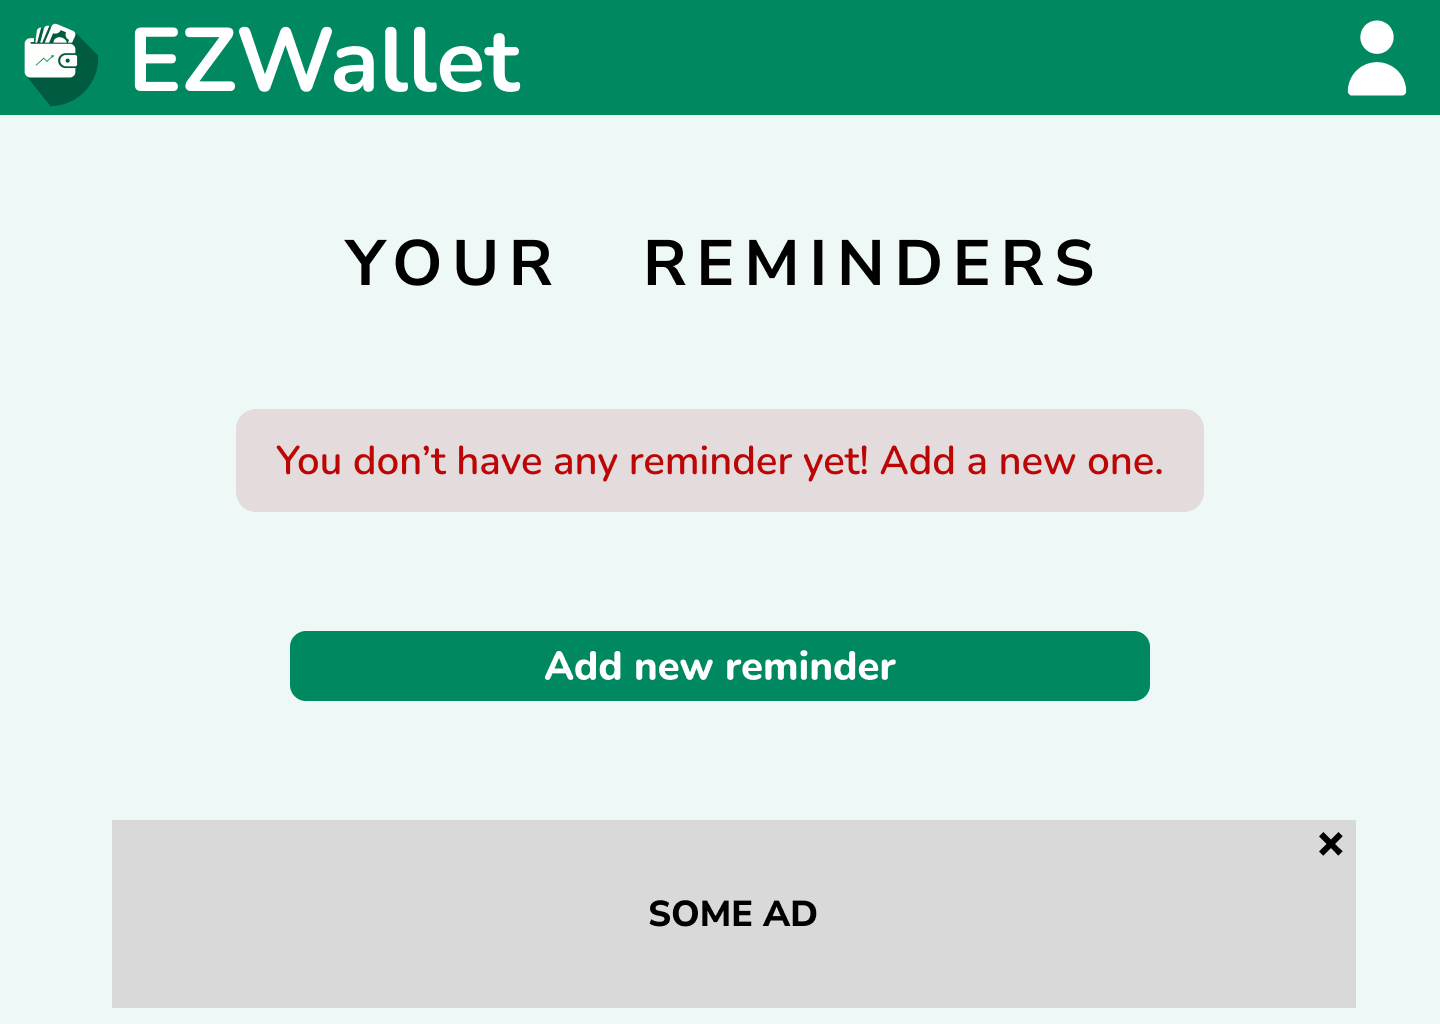 EZWallet
YOUR REMINDERS
You don’t have any reminder yet! Add a new one.
Add new reminder
SOME AD